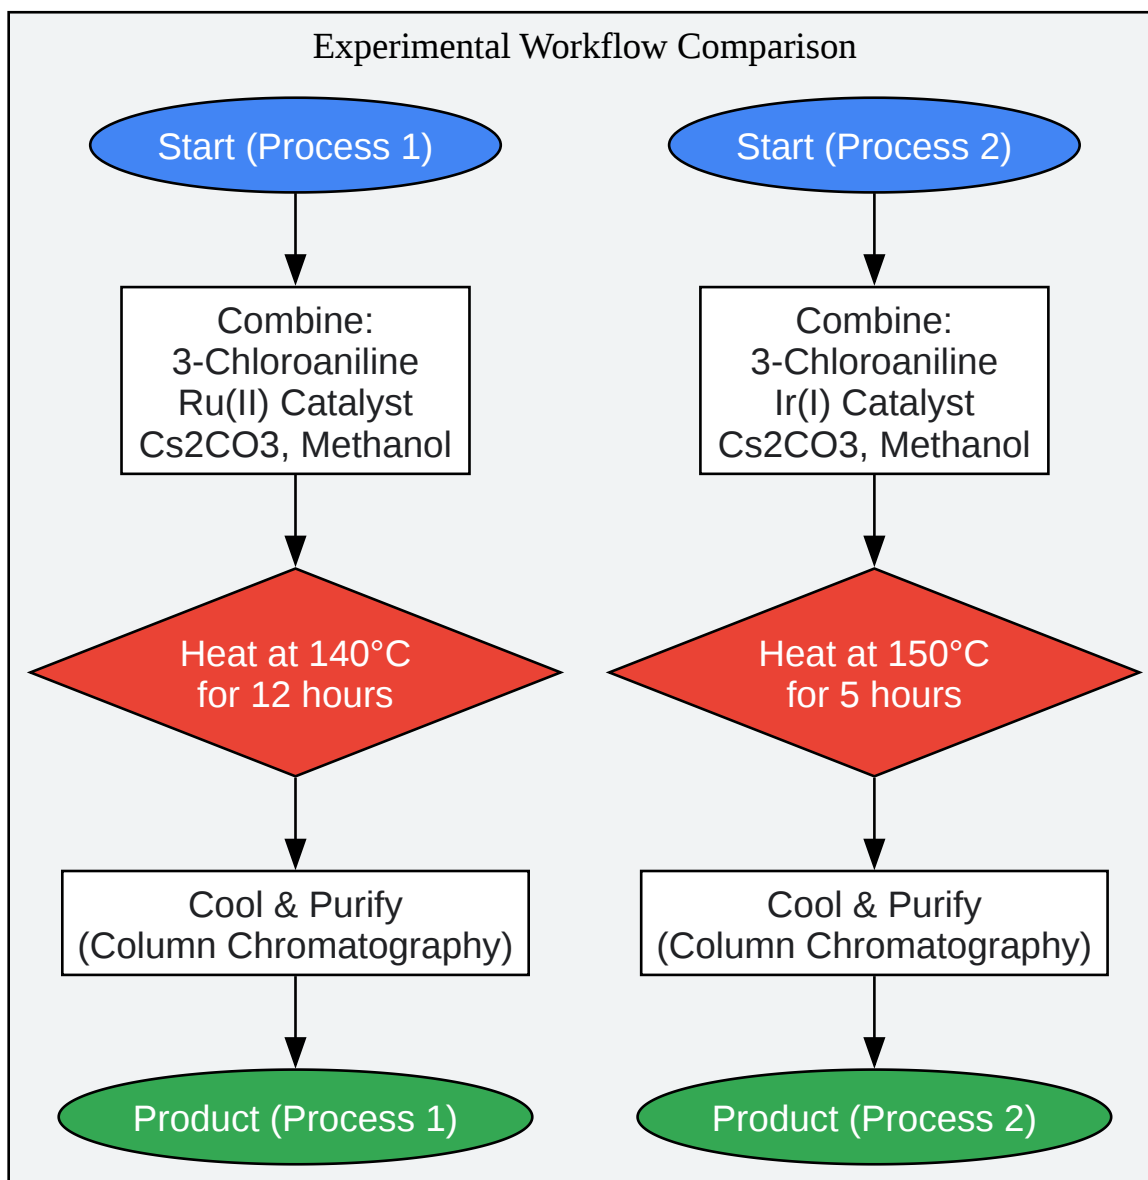 Experimental Workflow Comparison
Start (Process 1)
Combine:
3-Chloroaniline
Ru(II) Catalyst
Cs2CO3, Methanol
Heat at 140°C
for 12 hours
Cool & Purify
(Column Chromatography)
Product (Process 1)
Start (Process 2)
Combine:
3-Chloroaniline
Ir(I) Catalyst
Cs2CO3, Methanol
Heat at 150°C
for 5 hours
Cool & Purify
(Column Chromatography)
Product (Process 2)